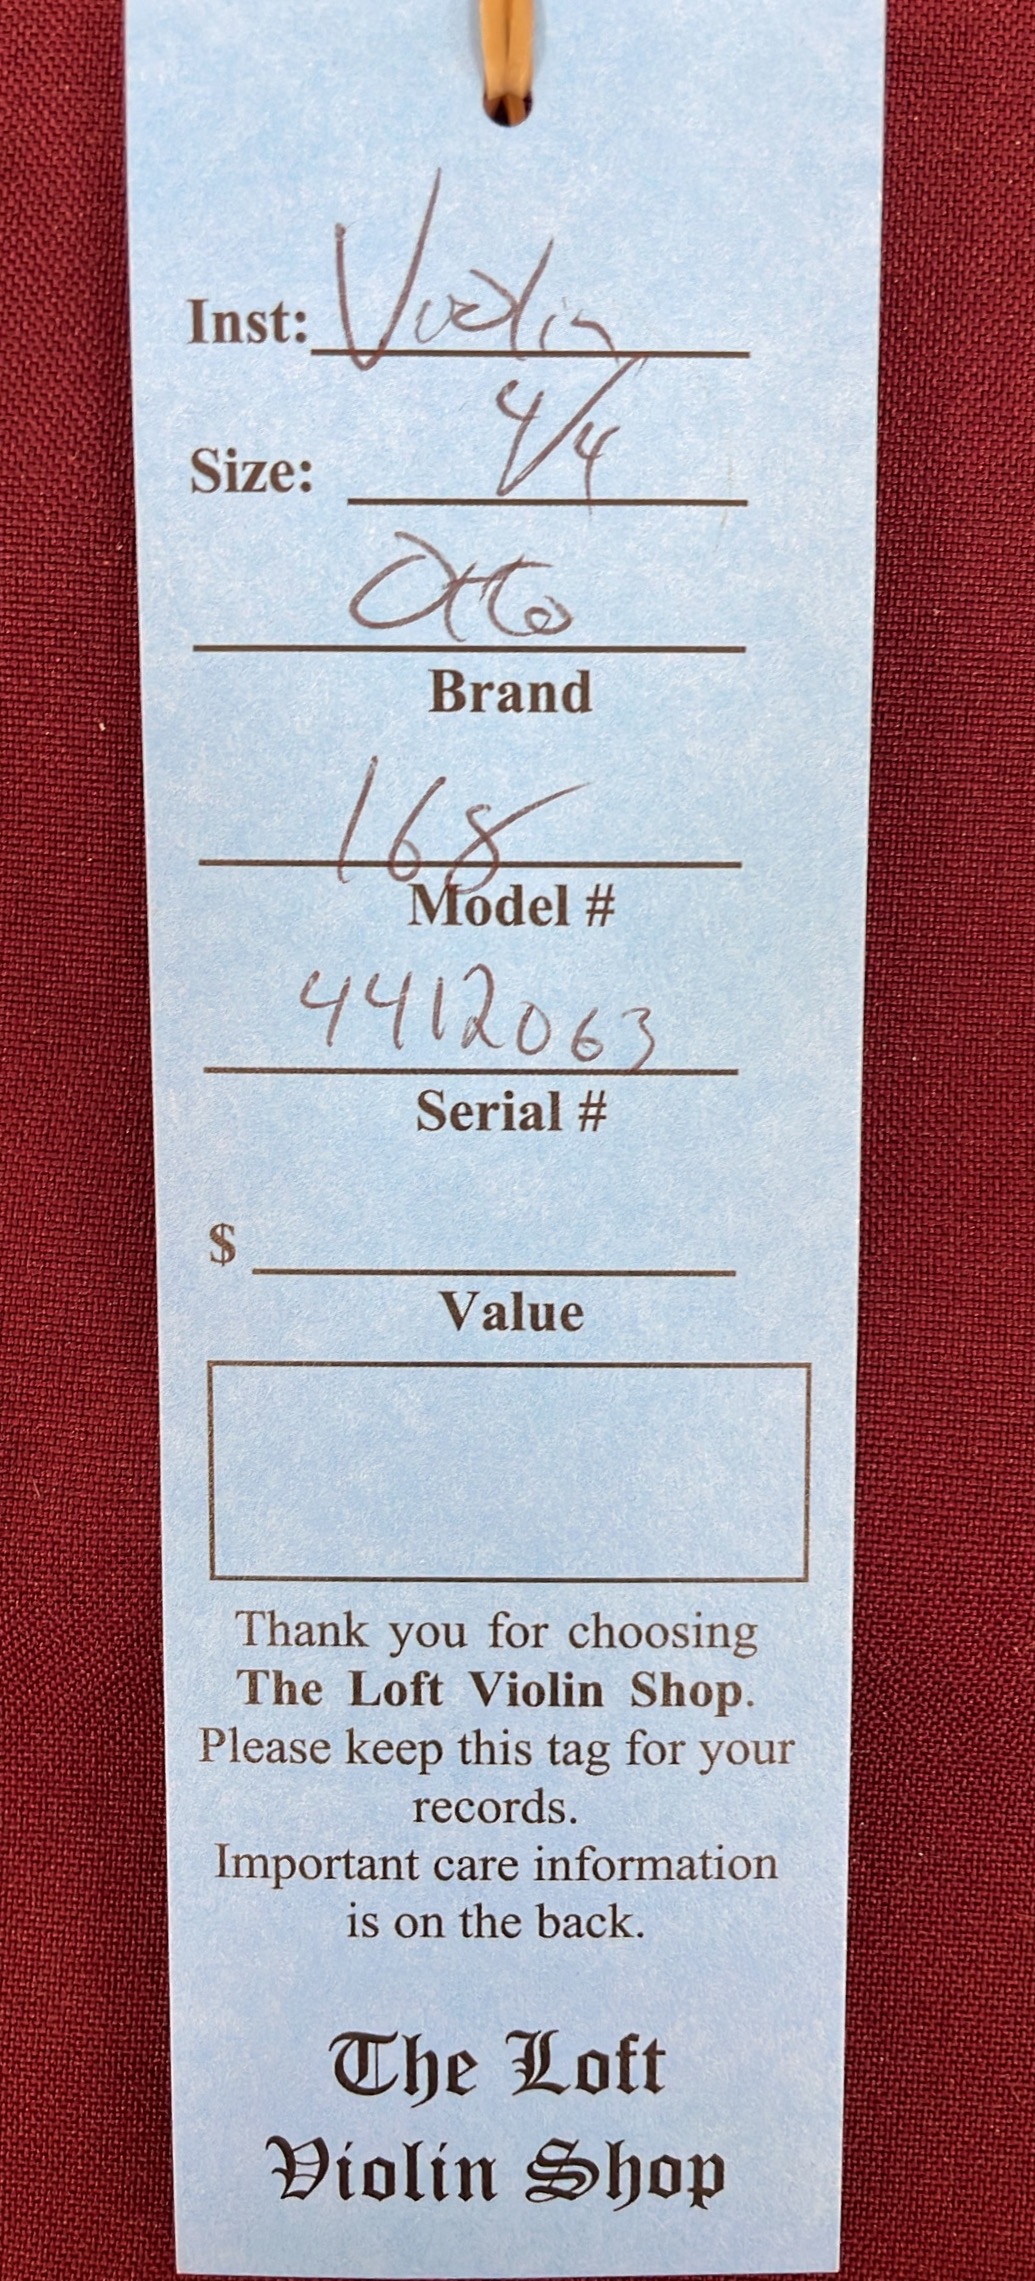 Inst: Violin
Size: 4/4
Otto
Brand
168
Model #
4412063
Serial #
$
Value
Thank you for choosing
The Loft Violin Shop.
Please keep this tag for your
records.
Important care information
is on the back.
The Loft
Violin Shop